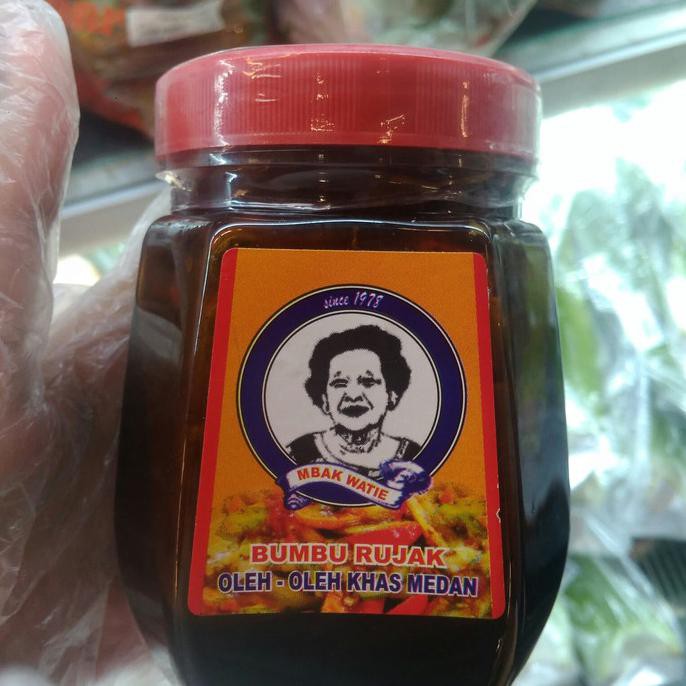 since 1978
MBAK WATIE
BUMBU RUJAK
OLEH - OLEH KHAS MEDAN